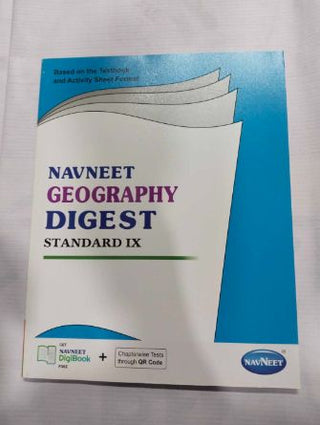 Based on the Textbook
and Activity Sheet Format
NAVNEET
GEOGRAPHY
DIGEST
STANDARD IX
GET
NAVNEET
DigiBook
FREE
+
Chapterwise Tests
through QR Code
NAVNEET